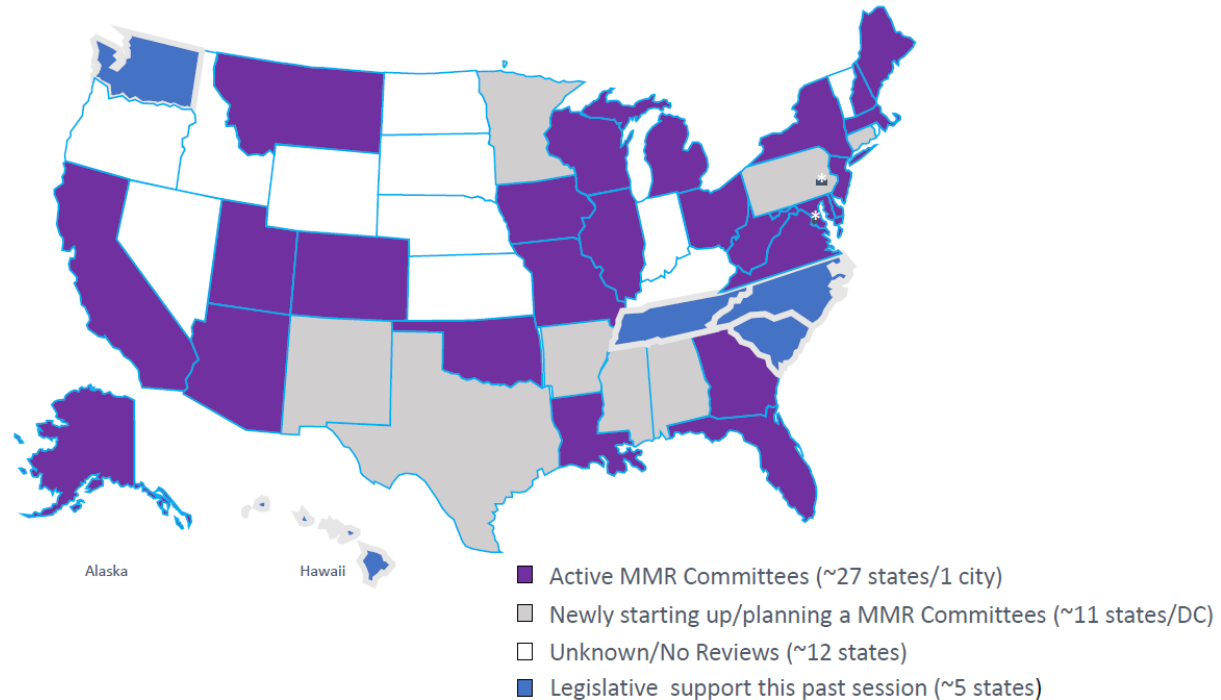 *
*
Alaska
Hawaii
Active MMR Committees (~27 states/1 city)
Newly starting up/planning a MMR Committees (~11 states/DC)
Unknown/No Reviews (~12 states)
Legislative support this past session (~5 states)